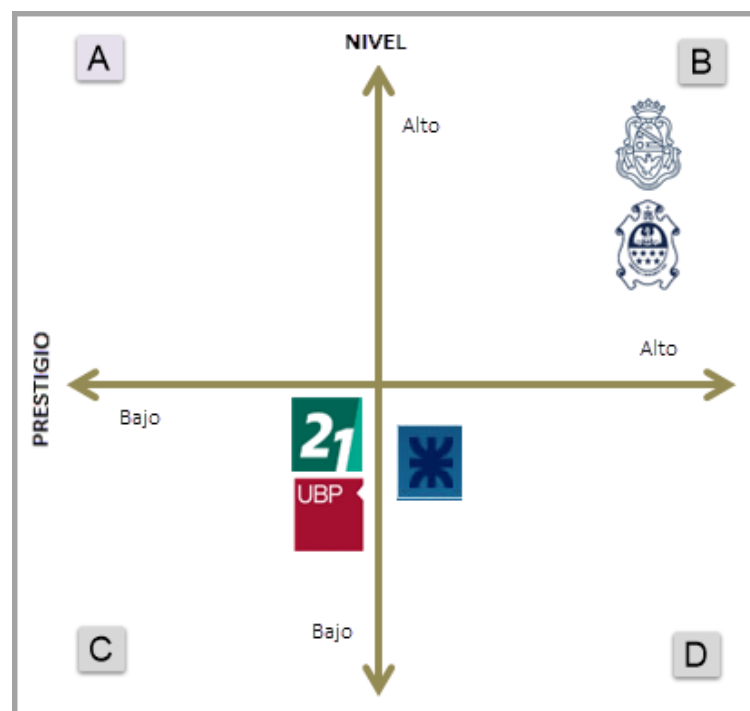 NIVEL
A
B
Alto
PRESTIGIO
Alto
Bajo
21
UBP
Bajo
C
D